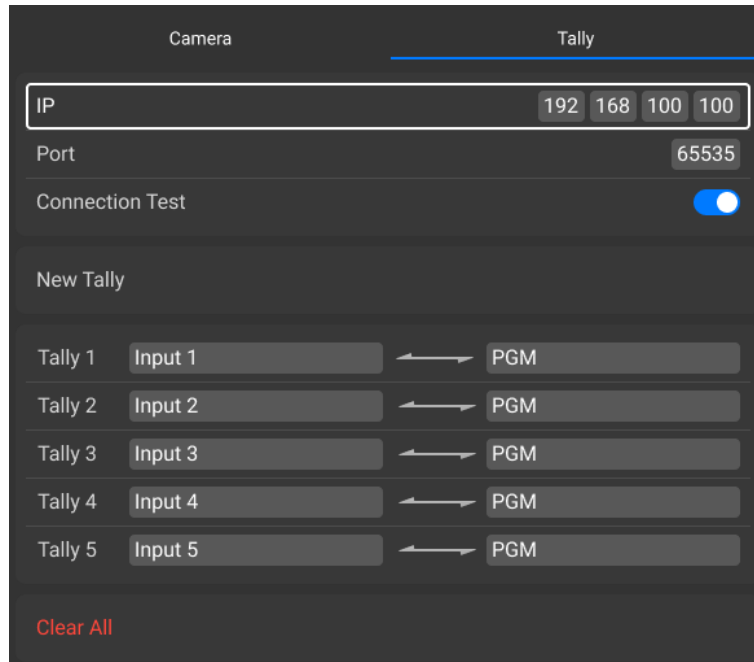 Camera Tally
IP 192 168 100 100
Port 65535
Connection Test
New Tally
Tally 1 Input 1 PGM
Tally 2 Input 2 PGM
Tally 3 Input 3 PGM
Tally 4 Input 4 PGM
Tally 5 Input 5 PGM
Clear All